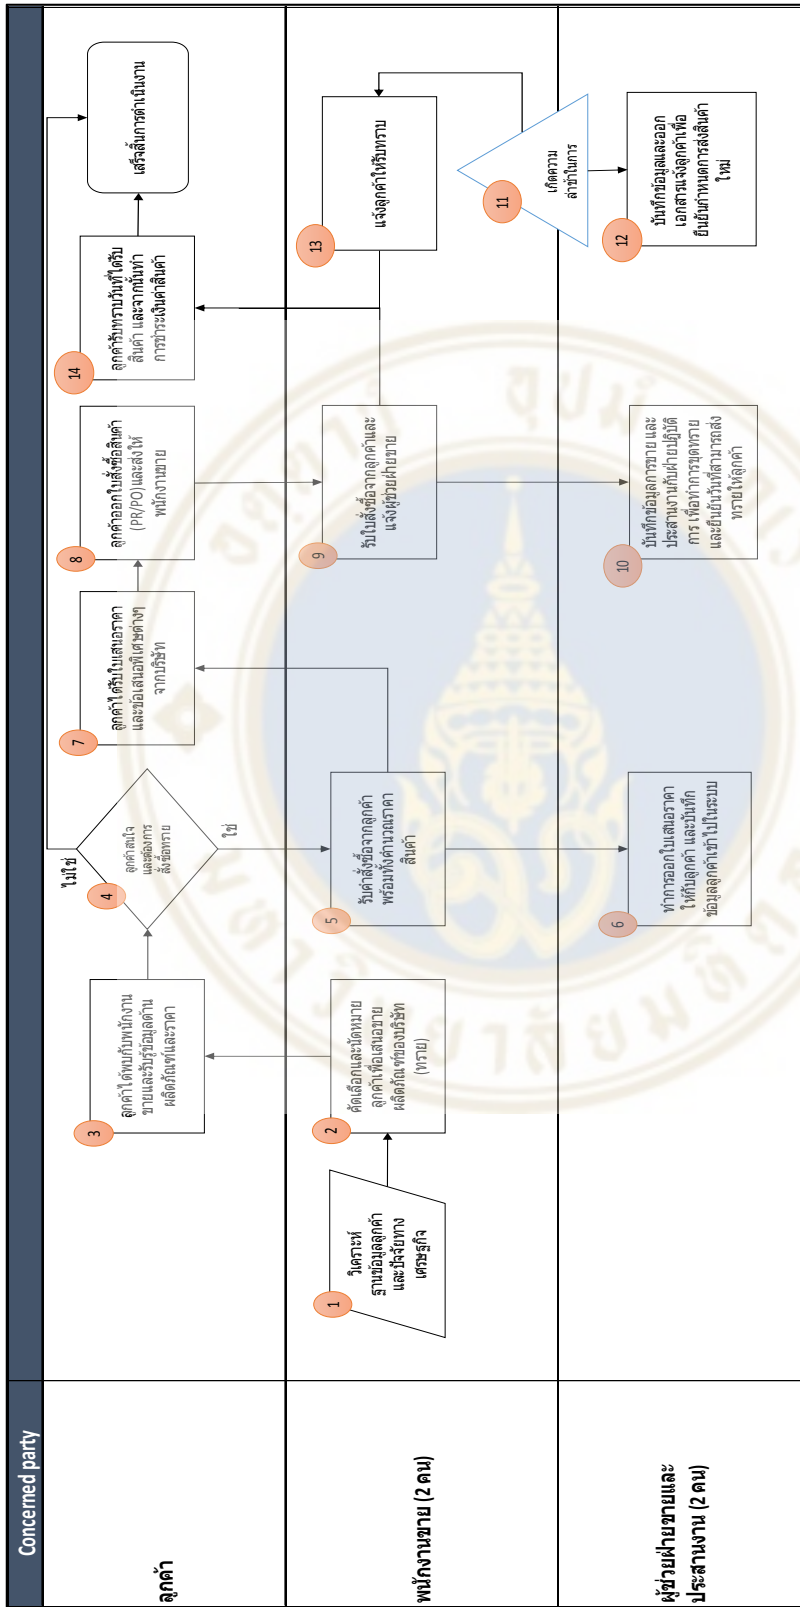 Concerned party
ลูกค้า
3
ลูกค้าได้พบกับพนักงาน
ขายและรับรู้ข้อมูลด้าน
ผลิตภัณฑ์และราคา
4
ลูกค้าสนใจ
และต้องการ
สั่งซื้อทราย
ไม่ใช่
ใช่
7
ลูกค้าได้รับใบเสนอราคา
และข้อเสนอพิเศษต่างๆ
จากบริษัท
8
ลูกค้าออกใบสั่งซื้อสินค้า
(PR/PO)และส่งให้
พนักงานขาย
14
ลูกค้ารับทราบวันที่ได้รับ
สินค้า และจากนั้นทำ
การชำระเงินค่าสินค้า
เสร็จสิ้นการดำเนินงาน
พนักงานขาย (2 คน)
1
วิเคราะห์
ฐานข้อมูลลูกค้า
และปัจจัยทาง
เศรษฐกิจ
2
คัดเลือกและนัดหมาย
ลูกค้าเพื่อเสนอขาย
ผลิตภัณฑ์ของบริษัท
(ทราย)
5
รับคำสั่งซื้อจากลูกค้า
พร้อมทั้งคำนวณราคา
สินค้า
9
รับใบสั่งซื้อจากลูกค้าและ
แจ้งผู้ช่วยฝ่ายขาย
13
แจ้งลูกค้าให้รับทราบ
11
เกิดความ
ล่าช้าในการ
ผู้ช่วยฝ่ายขายและ
ประสานงาน (2 คน)
6
ทำการออกใบเสนอราคา
ให้กับลูกค้า และบันทึก
ข้อมูลลูกค้าเข้าไปในระบบ
10
บันทึกข้อมูลการขาย และ
ประสานงานกับฝ่ายปฏิบัติ
การ เพื่อทำการขุดทราย
และยืนยันวันที่สามารถส่ง
ทรายให้ลูกค้า
12
บันทึกข้อมูลและออก
เอกสารแจ้งลูกค้าเพื่อ
ยืนยันกำหนดการส่งสินค้า
ใหม่